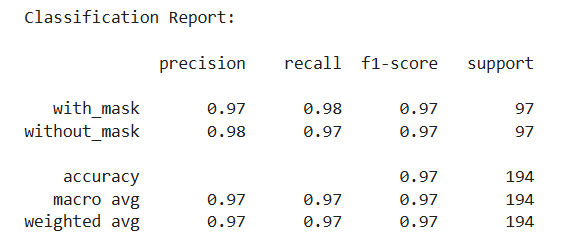 Classification Report:
precision recall f1-score support
with_mask 0.97 0.98 0.97 97
without_mask 0.98 0.97 0.97 97
accuracy 0.97 194
macro avg 0.97 0.97 0.97 194
weighted avg 0.97 0.97 0.97 194